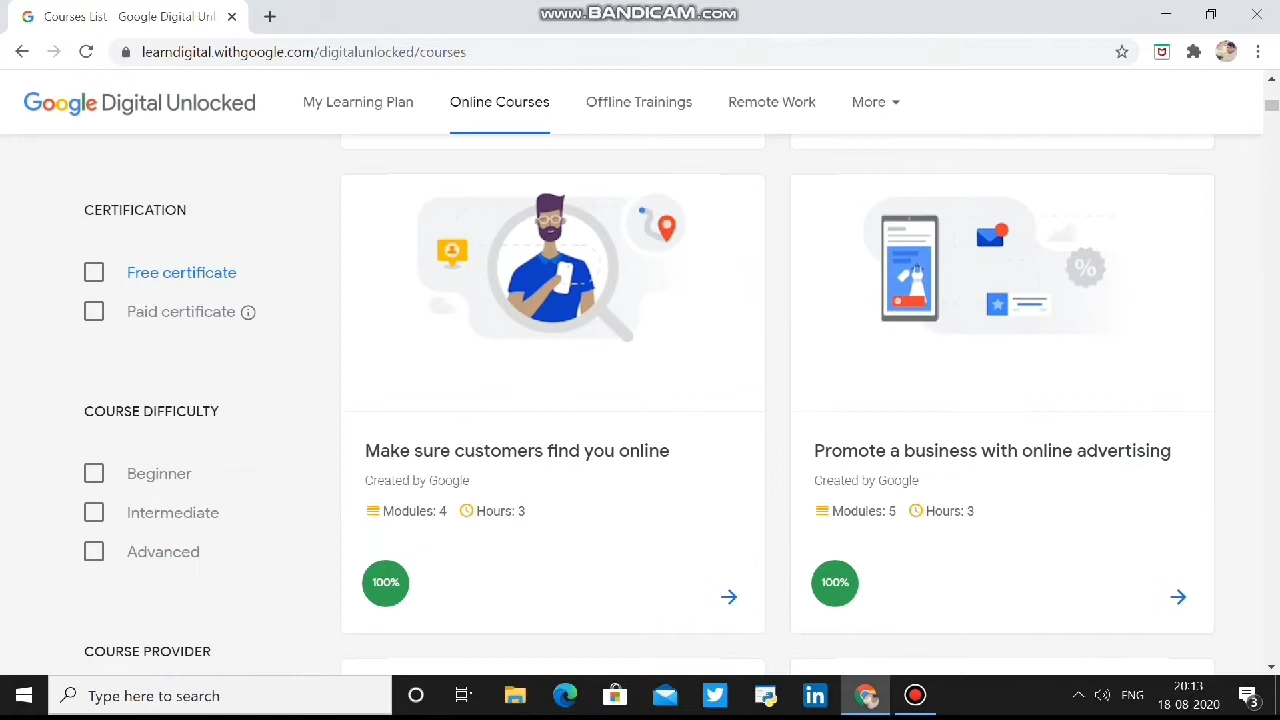 www.BANDICAM.com
Courses List - Google Digital Unl
learndigital.withgoogle.com/digitalunlocked/courses
Google Digital Unlocked
My Learning Plan
Online Courses
Offline Trainings
Remote Work
More
CERTIFICATION
Free certificate
Paid certificate
COURSE DIFFICULTY
Beginner
Intermediate
Advanced
COURSE PROVIDER
Make sure customers find you online
Created by Google
Modules: 4 Hours: 3
100%
%
Promote a business with online advertising
Created by Google
Modules: 5 Hours: 3
100%
Type here to search
ENG
20:13
18-08-2020
3